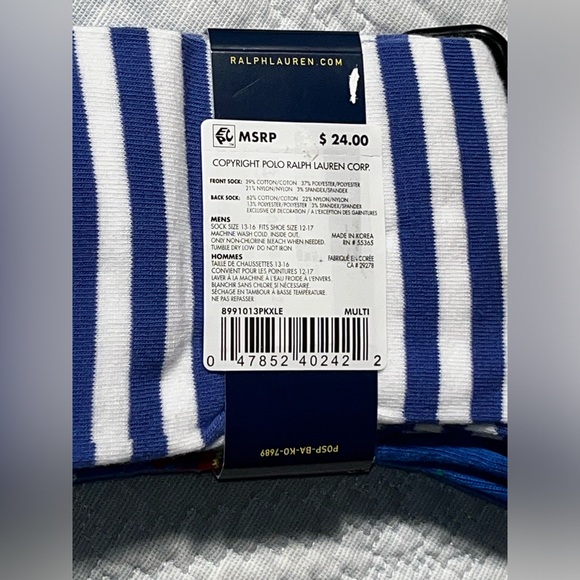 RALPHLAUREN.COM
EC MSRP $ 24.00
COPYRIGHT POLO RALPH LAUREN CORP.
FRONT SOCK: 39% COTTON/COTON 37% POLYESTER/POLYESTER
21% NYLON/NYLON 3% SPANDEX/SPANDEX
BACK SOCK: 62% COTTON/COTON 22% NYLON/NYLON
13% POLYESTER/POLYESTER 3% SPANDEX/SPANDEX
EXCLUSIVE OF DECORATION / A L'EXCEPTION DES GARNITURES
MENS
SOCK SIZE 13-16 FITS SHOE SIZE 12-17
MACHINE WASH COLD. INSIDE OUT.
ONLY NON-CHLORINE BLEACH WHEN NEEDED.
TUMBLE DRY LOW DO NOT IRON.
MADE IN KOREA
RN # 55365
HOMMES
TAILLE DE CHAUSSETTES 13-16
CONVIENT POUR LES POINTURES 12-17
LAVER À LA MACHINE À L'EAU FROIDE À L'ENVERS.
BLANCHIR SANS CHLORE SI NÉCESSAIRE.
SÉCHAGE EN TAMBOUR À BASSE TEMPÉRATURE.
NE PAS REPASSER.
FABRIQUÉ EN CORÉE
CA # 29278
8991013PKXLE MULTI
0 47852 40242 2
POSP-BA-KO-7689